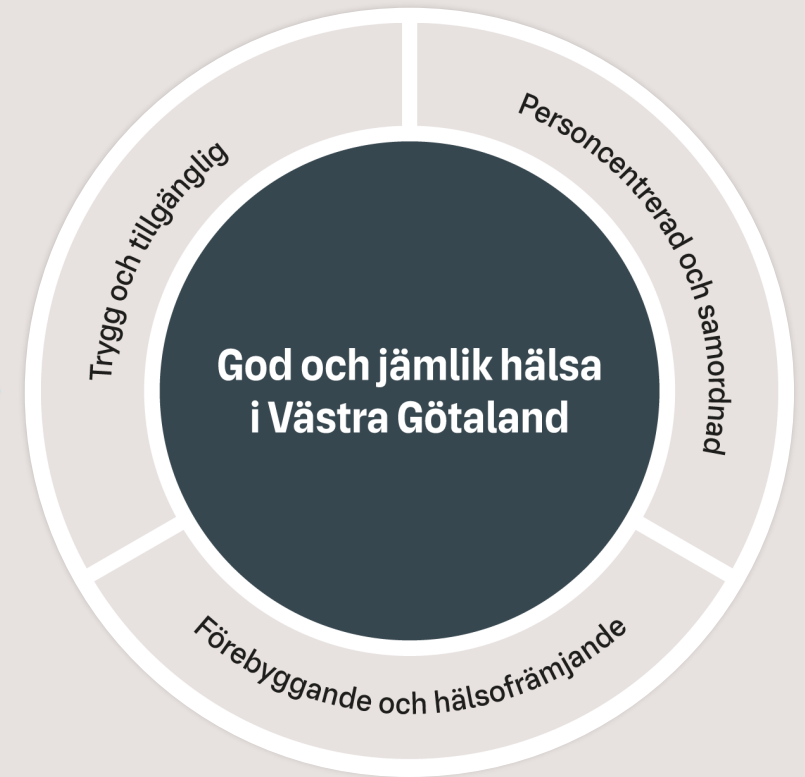 Trygg och tillgänglig
Personcentrerad och samordnad
God och jämlik hälsa
i Västra Götaland
Förebyggande och hälsofrämjande